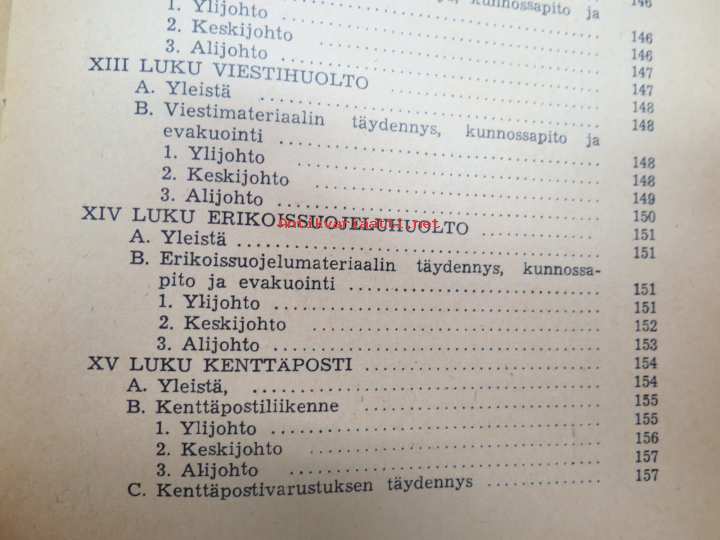 kunnossapito ja 146
1. Ylijohto 146
2. Keskijohto 146
3. Alijohto 147
XIII LUKU VIESTIHUOLTO 147
A. Yleistä 148
B. Viestimateriaalin täydennys, kunnossapito ja 148
evakuointi
1. Ylijohto 148
2. Keskijohto 148
3. Alijohto 149
XIV LUKU ERIKOISSUOJELUHUOLTO 150
A. Yleistä 151
B. Erikoissuojelumateriaalin täydennys, kunnossa- 151
pito ja evakuointi 151
1. Ylijohto 151
2. Keskijohto 152
3. Alijohto 153
XV LUKU KENTTÄPOSTI 154
A. Yleistä, 154
B. Kenttäpostiliikenne 155
1. Ylijohto 155
2. Keskijohto 156
3. Alijohto 157
C. Kenttäpostivarustuksen täydennys 157